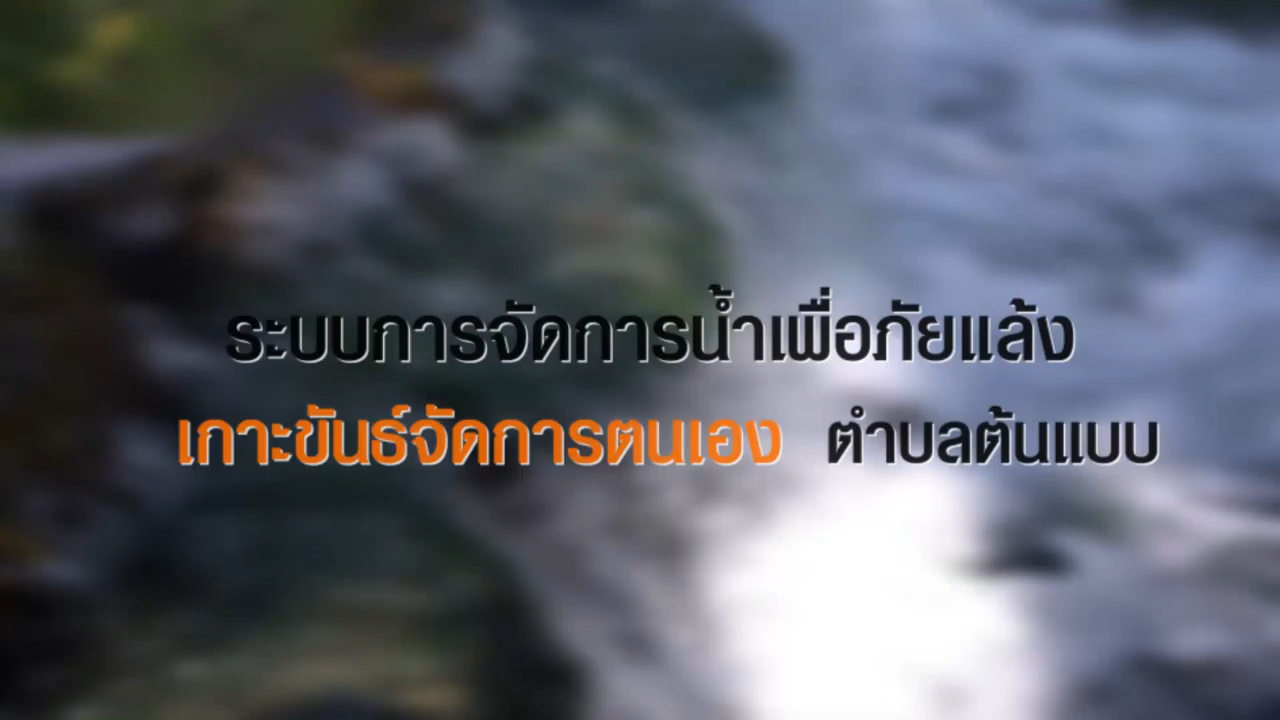 ระบบการจัดการน้ำเพื่อภัยแล้ง
เกาะขันธ์จัดการตนเอง ตำบลต้นแบบ